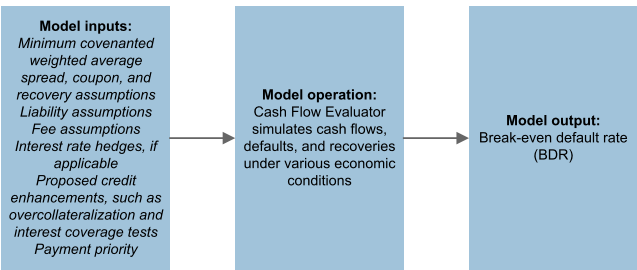 Model inputs:
Minimum covenanted
weighted average
spread, coupon, and
recovery assumptions
Liability assumptions
Fee assumptions
Interest rate hedges, if
applicable
Proposed credit
enhancements, such as
overcollateralization and
interest coverage tests
Payment priority
Model operation:
Cash Flow Evaluator
simulates cash flows,
defaults, and recoveries
under various economic
conditions
Model output:
Break-even default rate
(BDR)